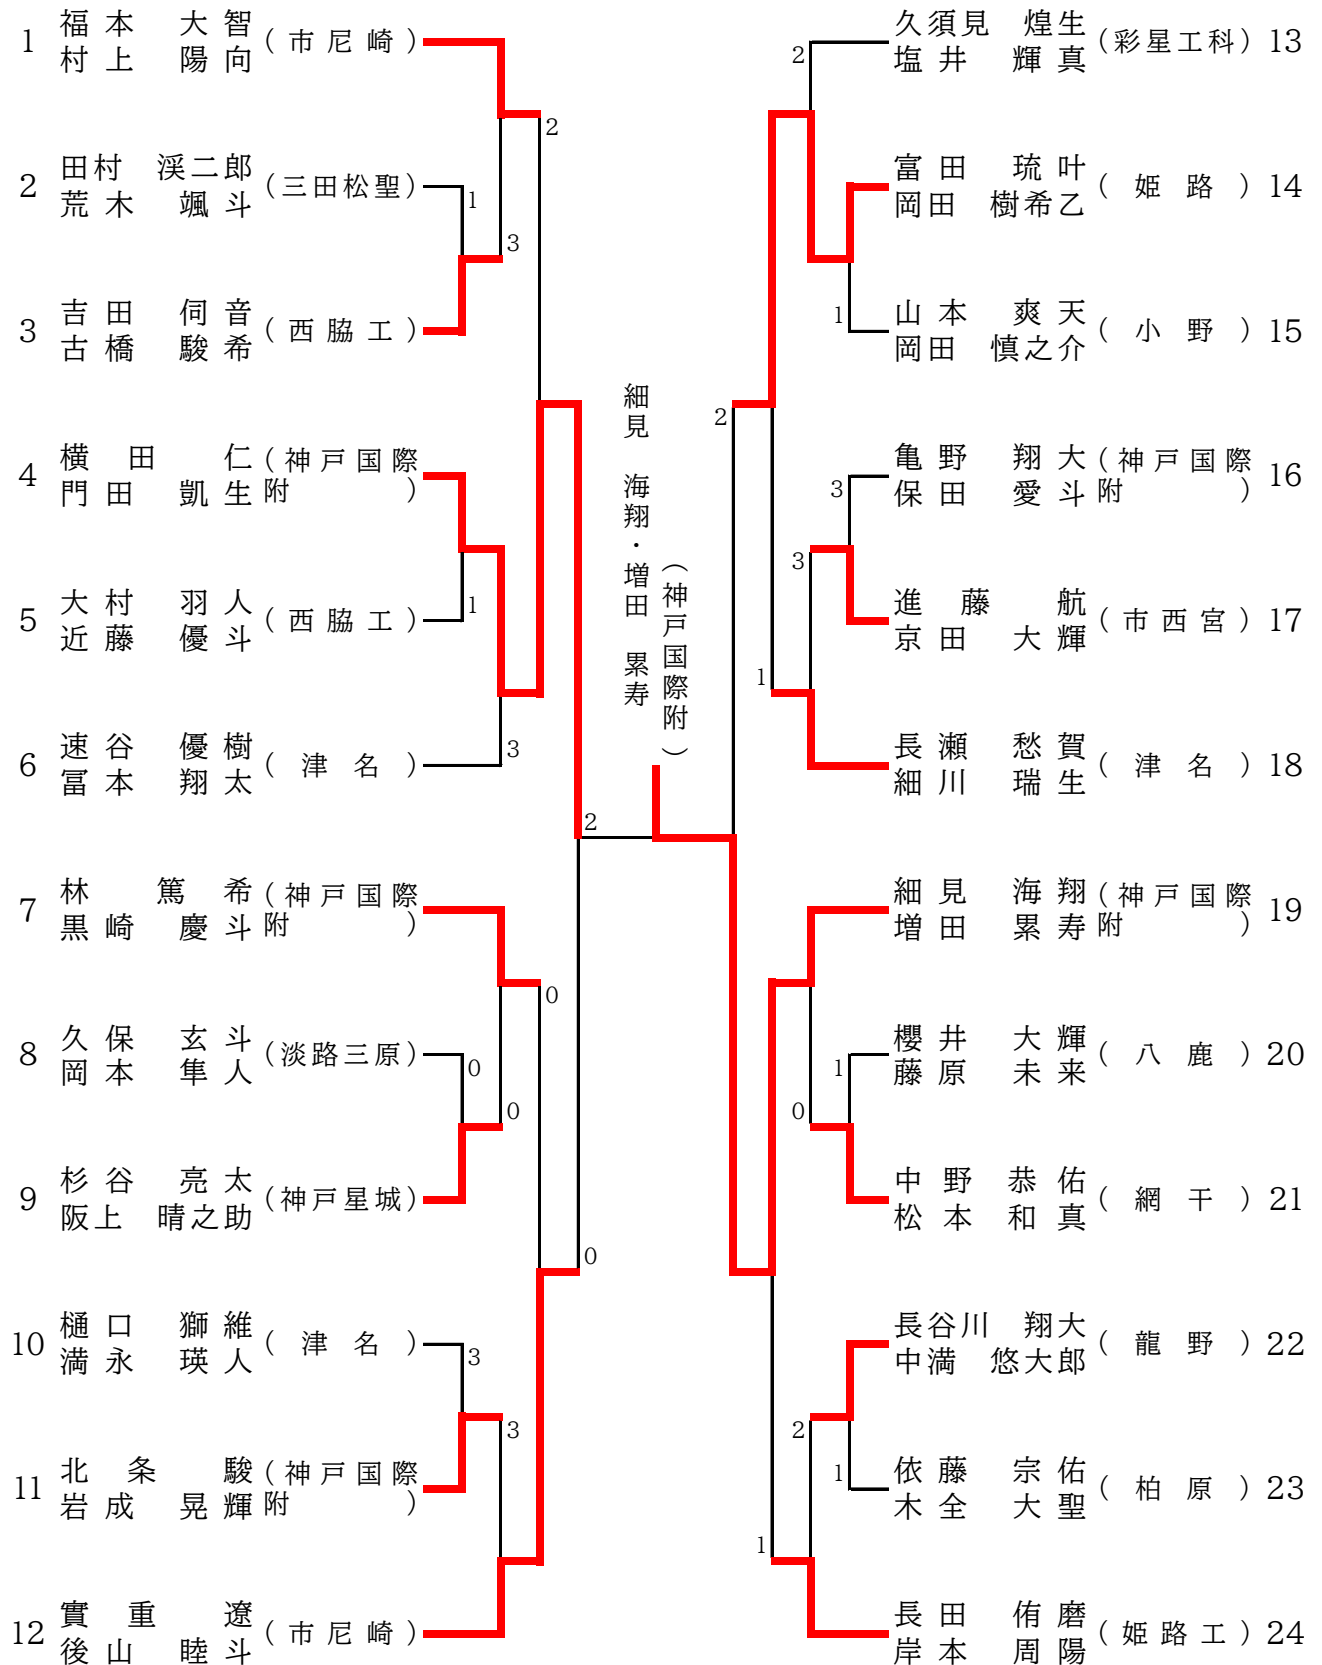 1 福本 大智 (市尼崎)
村上 陽向
2 田村 渓二郎 (三田松聖)
荒木 颯斗
1
3 吉田 伺音 (西脇工)
古橋 駿希
3
2
4 横田 仁 (神戸国際
門田 凱生 附)
5 大村 羽人 (西脇工)
近藤 優斗
1
6 速谷 優樹 (津名)
冨本 翔太
3
2
7 林 篤希 (神戸国際
黒崎 慶斗 附)
8 久保 玄斗 (淡路三原)
岡本 隼人
0
9 杉谷 亮太 (神戸星城)
阪上 晴之助
0
0
10 樋口 獅維 (津名)
満永 瑛人
3
11 北条 駿 (神戸国際
岩成 晃輝 附)
3
12 實重 遼 (市尼崎)
後山 睦斗
0
細見 海翔・増田 累寿
(神戸国際附)
久須見 煌生 (彩星工科) 13
塩井 輝真
2
富田 琉叶 (姫路) 14
岡田 樹希乙
山本 爽天 (小野) 15
岡田 慎之介
1
2
亀野 翔大 (神戸国際 16
保田 愛斗 附)
3
進藤 航 (市西宮) 17
京田 大輝
3
長瀬 愁賀 (津名) 18
細川 瑞生
1
細見 海翔 (神戸国際 19
増田 累寿 附)
櫻井 大輝 (八鹿) 20
藤原 未来
1
中野 恭佑 (網干) 21
松本 和真
0
長谷川 翔大 (龍野) 22
中満 悠大郎
2
依藤 宗佑 (柏原) 23
木全 大聖
1
長田 侑磨 (姫路工) 24
岸本 周陽
1